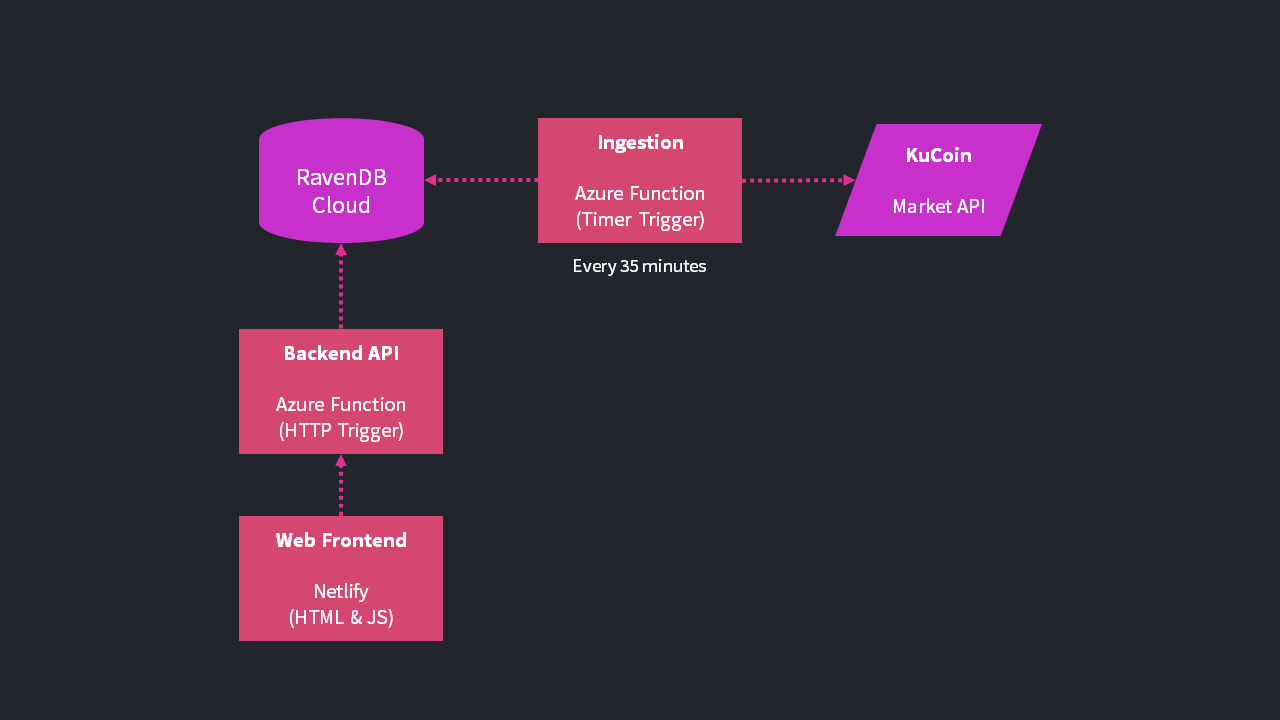 RavenDB
Cloud
Ingestion
Azure Function
(Timer Trigger)
Every 35 minutes
KuCoin
Market API
Backend API
Azure Function
(HTTP Trigger)
Web Frontend
Netlify
(HTML & JS)